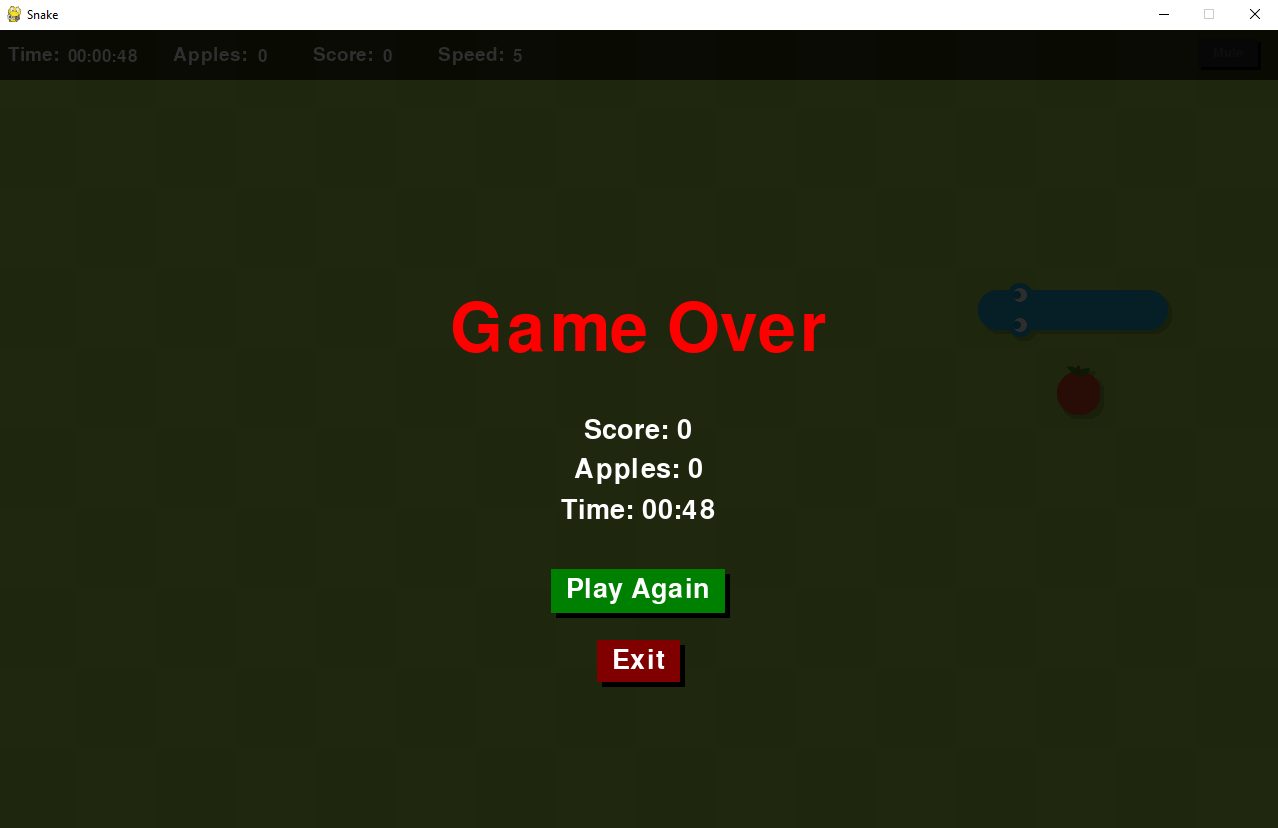 Snake
Time: 00:00:48 Apples: 0 Score: 0 Speed: 5 Mute
Game Over
Score: 0
Apples: 0
Time: 00:48
Play Again
Exit